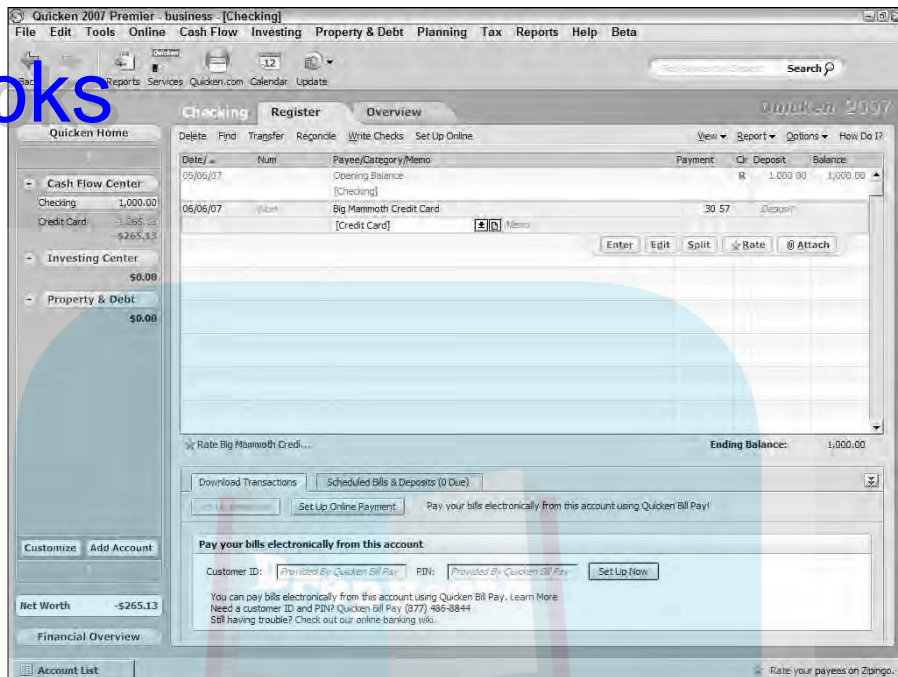 Quicken 2007 Premier - business - [Checking]
File Edit Tools Online Cash Flow Investing Property & Debt Planning Tax Reports Help Beta
Back Reports Services Quicken.com Calendar Update
Search
oks
Checking Register Overview
Quicken 2007
Quicken Home
Delete Find Transfer Reconcile Write Checks Set Up Online View Report Options How Do I?
Date/ Num Payee/Category/Memo Payment Clr Deposit Balance
05/06/07 Opening Balance R 1,000 00 1,000 00
[Checking]
06/06/07 Num Big Mammoth Credit Card 30 57 Deposit
[Credit Card] Memo
Enter Edit Split Rate Attach
Cash Flow Center
Checking 1,000.00
Credit Card -1,265.13
-$265.13
Investing Center
$0.00
Property & Debt
$0.00
Rate Big Mammoth Credi... Ending Balance: 1,000.00
Download Transactions Scheduled Bills & Deposits (0 Due)
Set Up Online Payment Pay your bills electronically from this account using Quicken Bill Pay!
Pay your bills electronically from this account
Customer ID: Provided By Quicken Bill Pay PIN: Provided By Quicken Bill Pay Set Up Now
You can pay bills electronically from this account using Quicken Bill Pay. Learn More
Need a customer ID and PIN? Quicken Bill Pay (877) 486-8844
Still having trouble? Check out our online banking wiki.
Customize Add Account
Net Worth -$265.13
Financial Overview
Account List Rate your payees on Zipingo.